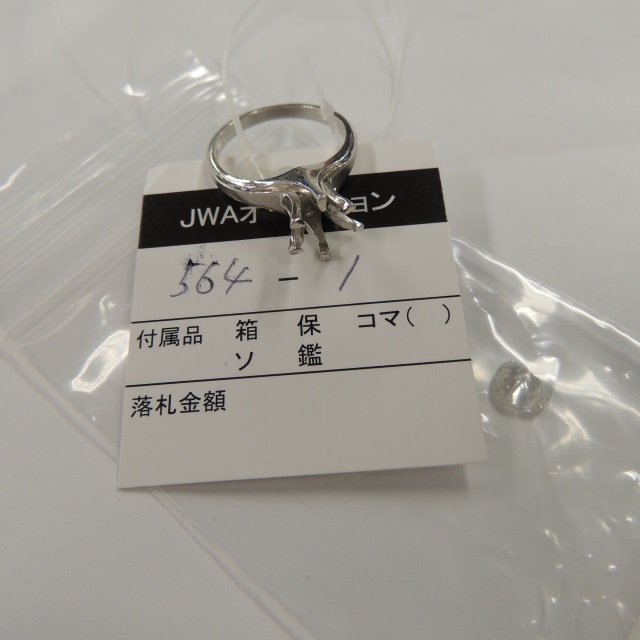 JWAオ ョン
564 - 1
付属品 箱 保 コマ( )
ソ 鑑
落札金額